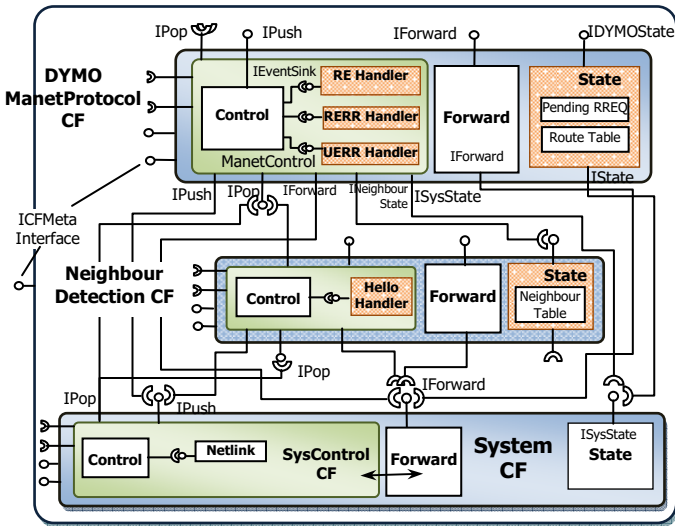 IPop
IPush
IForward
IDYMOState
DYMO
ManetProtocol
CF
IEventSink
RE Handler
Control
RERR Handler
UERR Handler
ManetControl
Forward
IForward
State
Pending RREQ
Route Table
IState
IPush
IPop
IForward
INeighbour
State
ISysState
ICFMeta
Interface
Neighbour
Detection CF
Control
Hello
Handler
Forward
State
Neighbour
Table
IPop
IForward
IPop
IPush
Control
Netlink
SysControl
CF
Forward
System
CF
ISysState
State